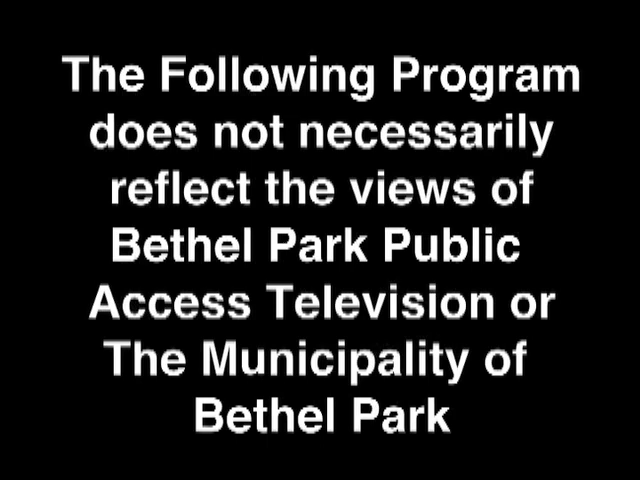 The Following Program
does not necessarily
reflect the views of
Bethel Park Public
Access Television or
The Municipality of
Bethel Park